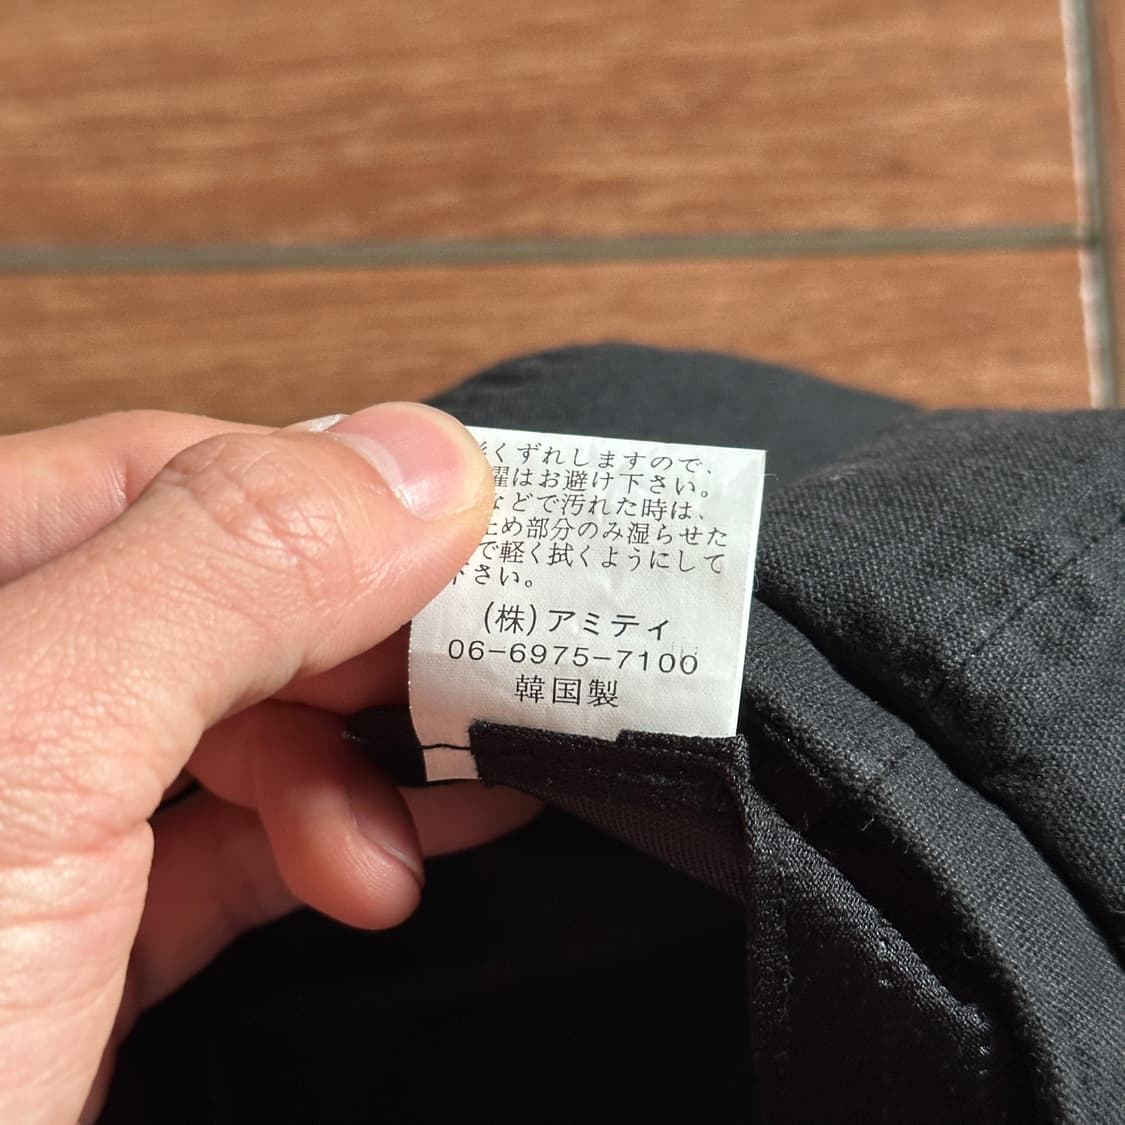 くずれしますので、
濯はお避け下さい。
などで汚れた時は、
止め部分のみ湿らせた
で軽く拭くようにして
下さい。
(株)アミティ
06-6975-7100
韓国製